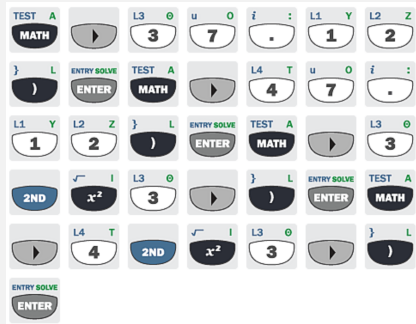 TEST A L3 θ u O i : L1 Y L2 Z
MATH ▶ 3 7 . 1 2
} L ENTRY SOLVE TEST A L4 T u O i :
) ENTER MATH ▶ 4 7 .
L1 Y L2 Z } L ENTRY SOLVE TEST A L3 θ
1 2 ) ENTER MATH ▶ 3
√ I L3 θ } L ENTRY SOLVE TEST A
2ND x² 3 ▶ ) ENTER MATH
L4 T √ I L3 θ } L
▶ 4 2ND x² 3 ▶ )
ENTRY SOLVE
ENTER